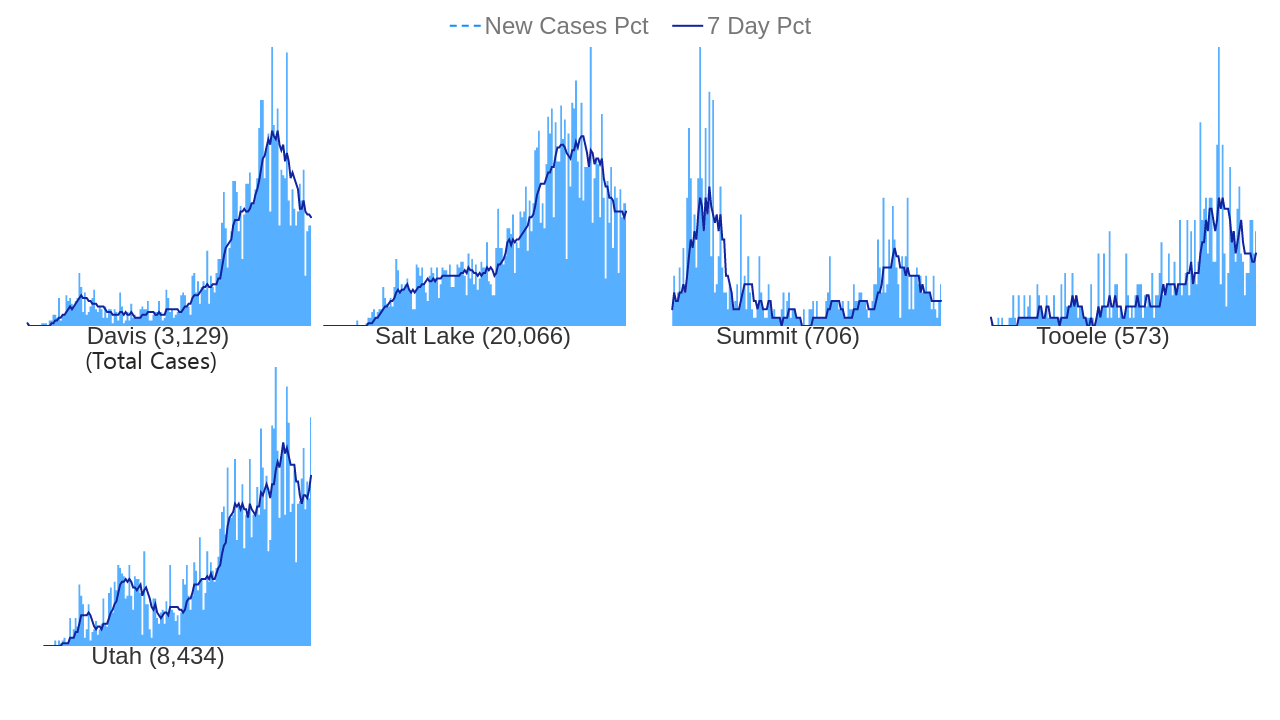 New Cases Pct 7 Day Pct
Davis (3,129)
(Total Cases)
Salt Lake (20,066)
Summit (706)
Tooele (573)
Utah (8,434)